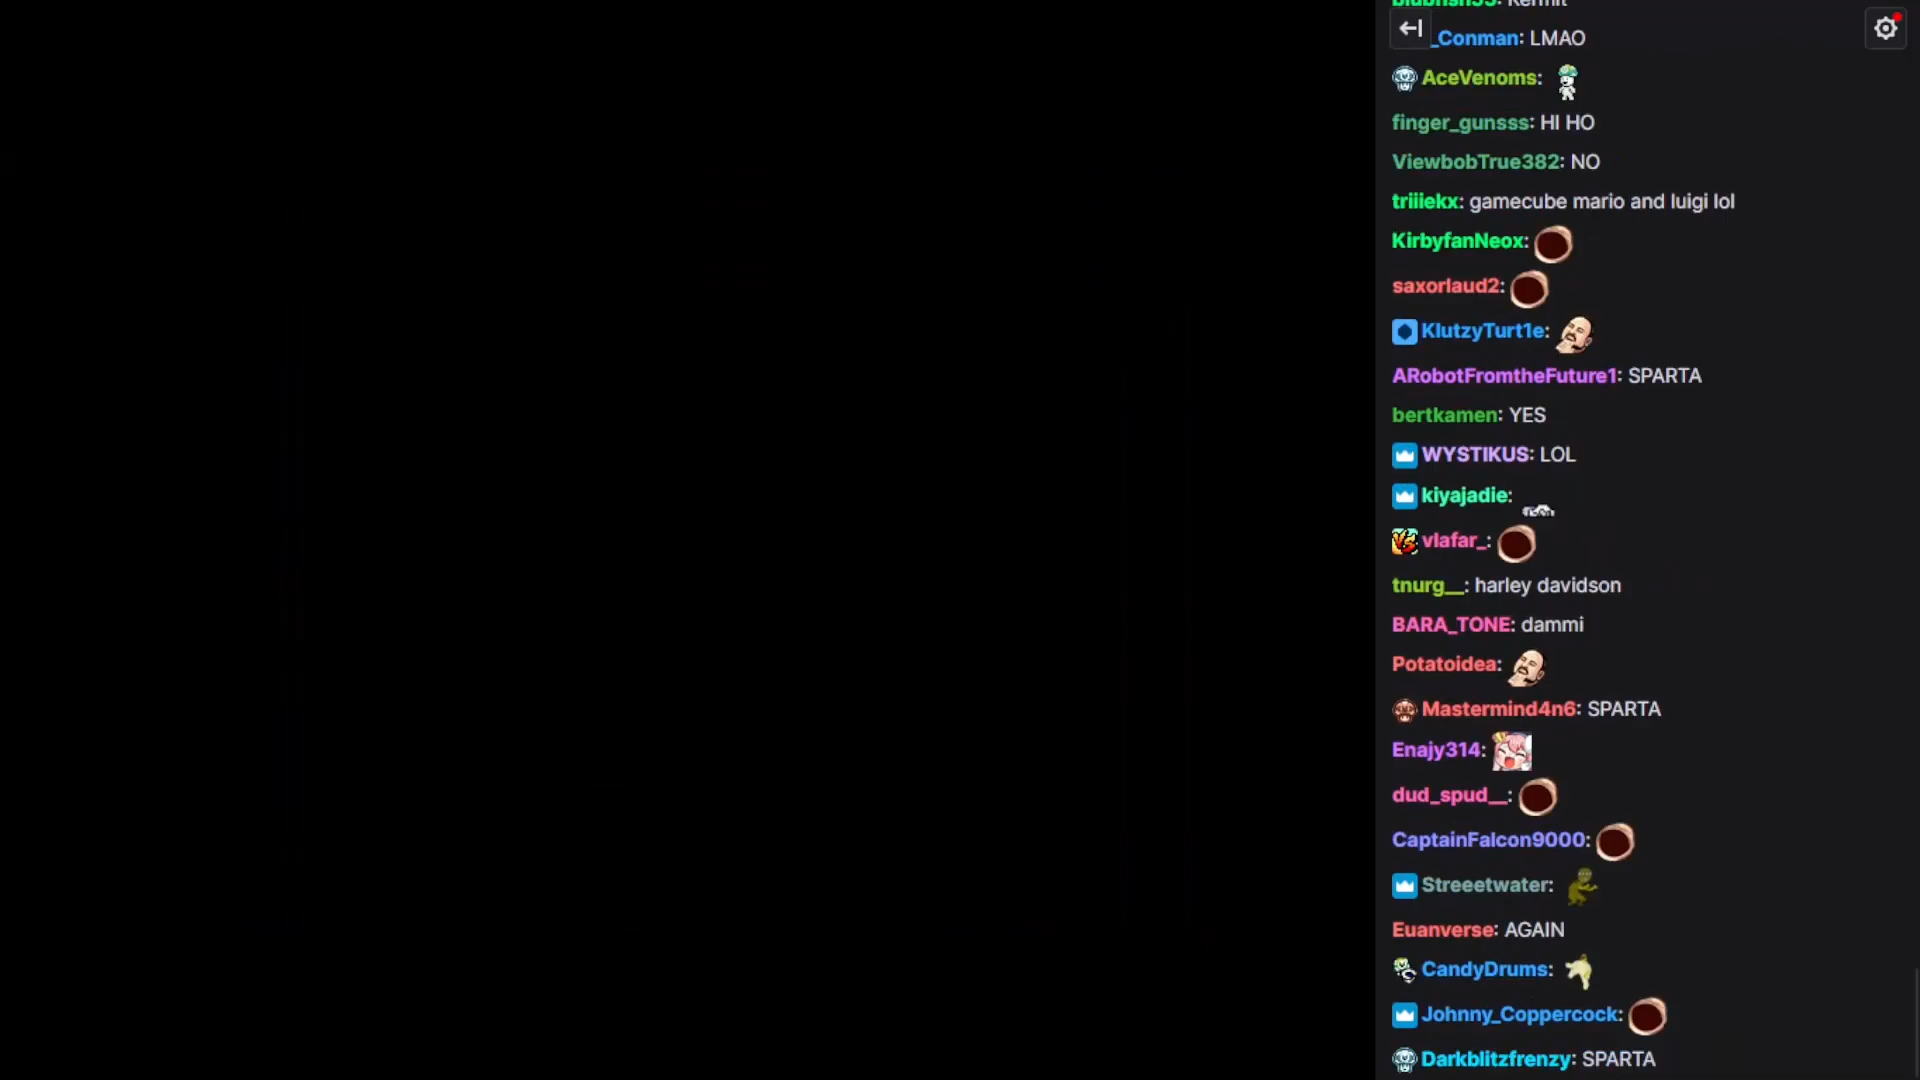 blubfish33: Kermit
_Conman: LMAO
AceVenoms:
finger_gunsss: HI HO
ViewbobTrue382: NO
triiiekx: gamecube mario and luigi lol
KirbyfanNeox:
saxorlaud2:
KlutzyTurt1e:
ARobotFromtheFuture1: SPARTA
bertkamen: YES
WYSTIKUS: LOL
kiyajadie:
vlafar_:
tnurg__: harley davidson
BARA_TONE: dammi
Potatoidea:
Mastermind4n6: SPARTA
Enajy314:
dud_spud__:
CaptainFalcon9000:
Streeetwater:
Euanverse: AGAIN
CandyDrums:
Johnny_Coppercock:
Darkblitzfrenzy: SPARTA